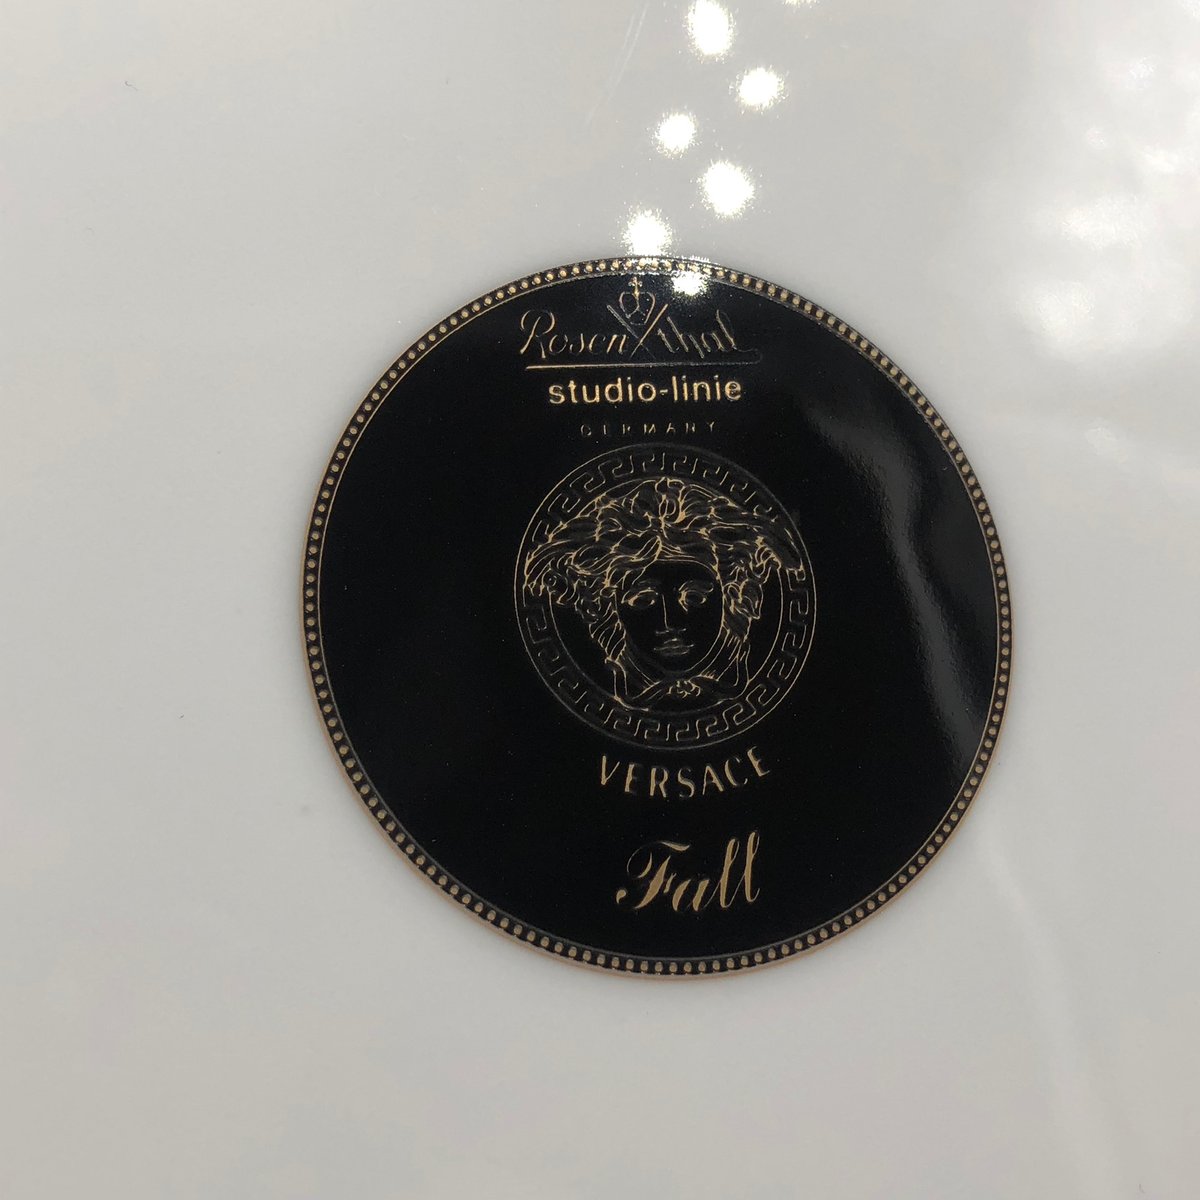 Rosenthal
studio-linie
GERMANY
VERSACE
Fall